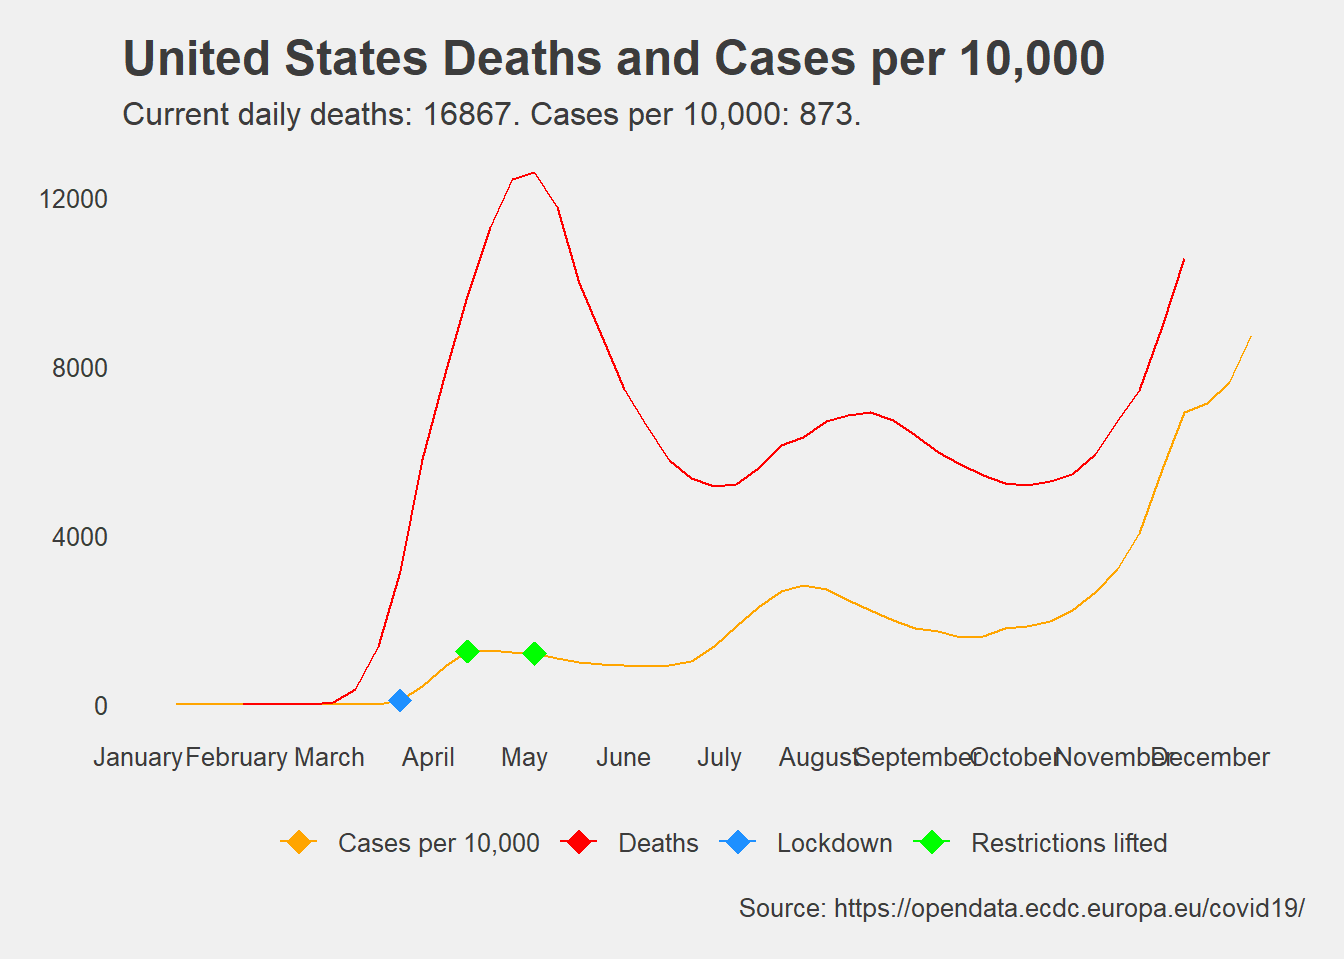 United States Deaths and Cases per 10,000
Current daily deaths: 16867. Cases per 10,000: 873.
12000
8000
4000
0
January February March April May June July August September October November December
Cases per 10,000 Deaths Lockdown Restrictions lifted
Source: https://opendata.ecdc.europa.eu/covid19/